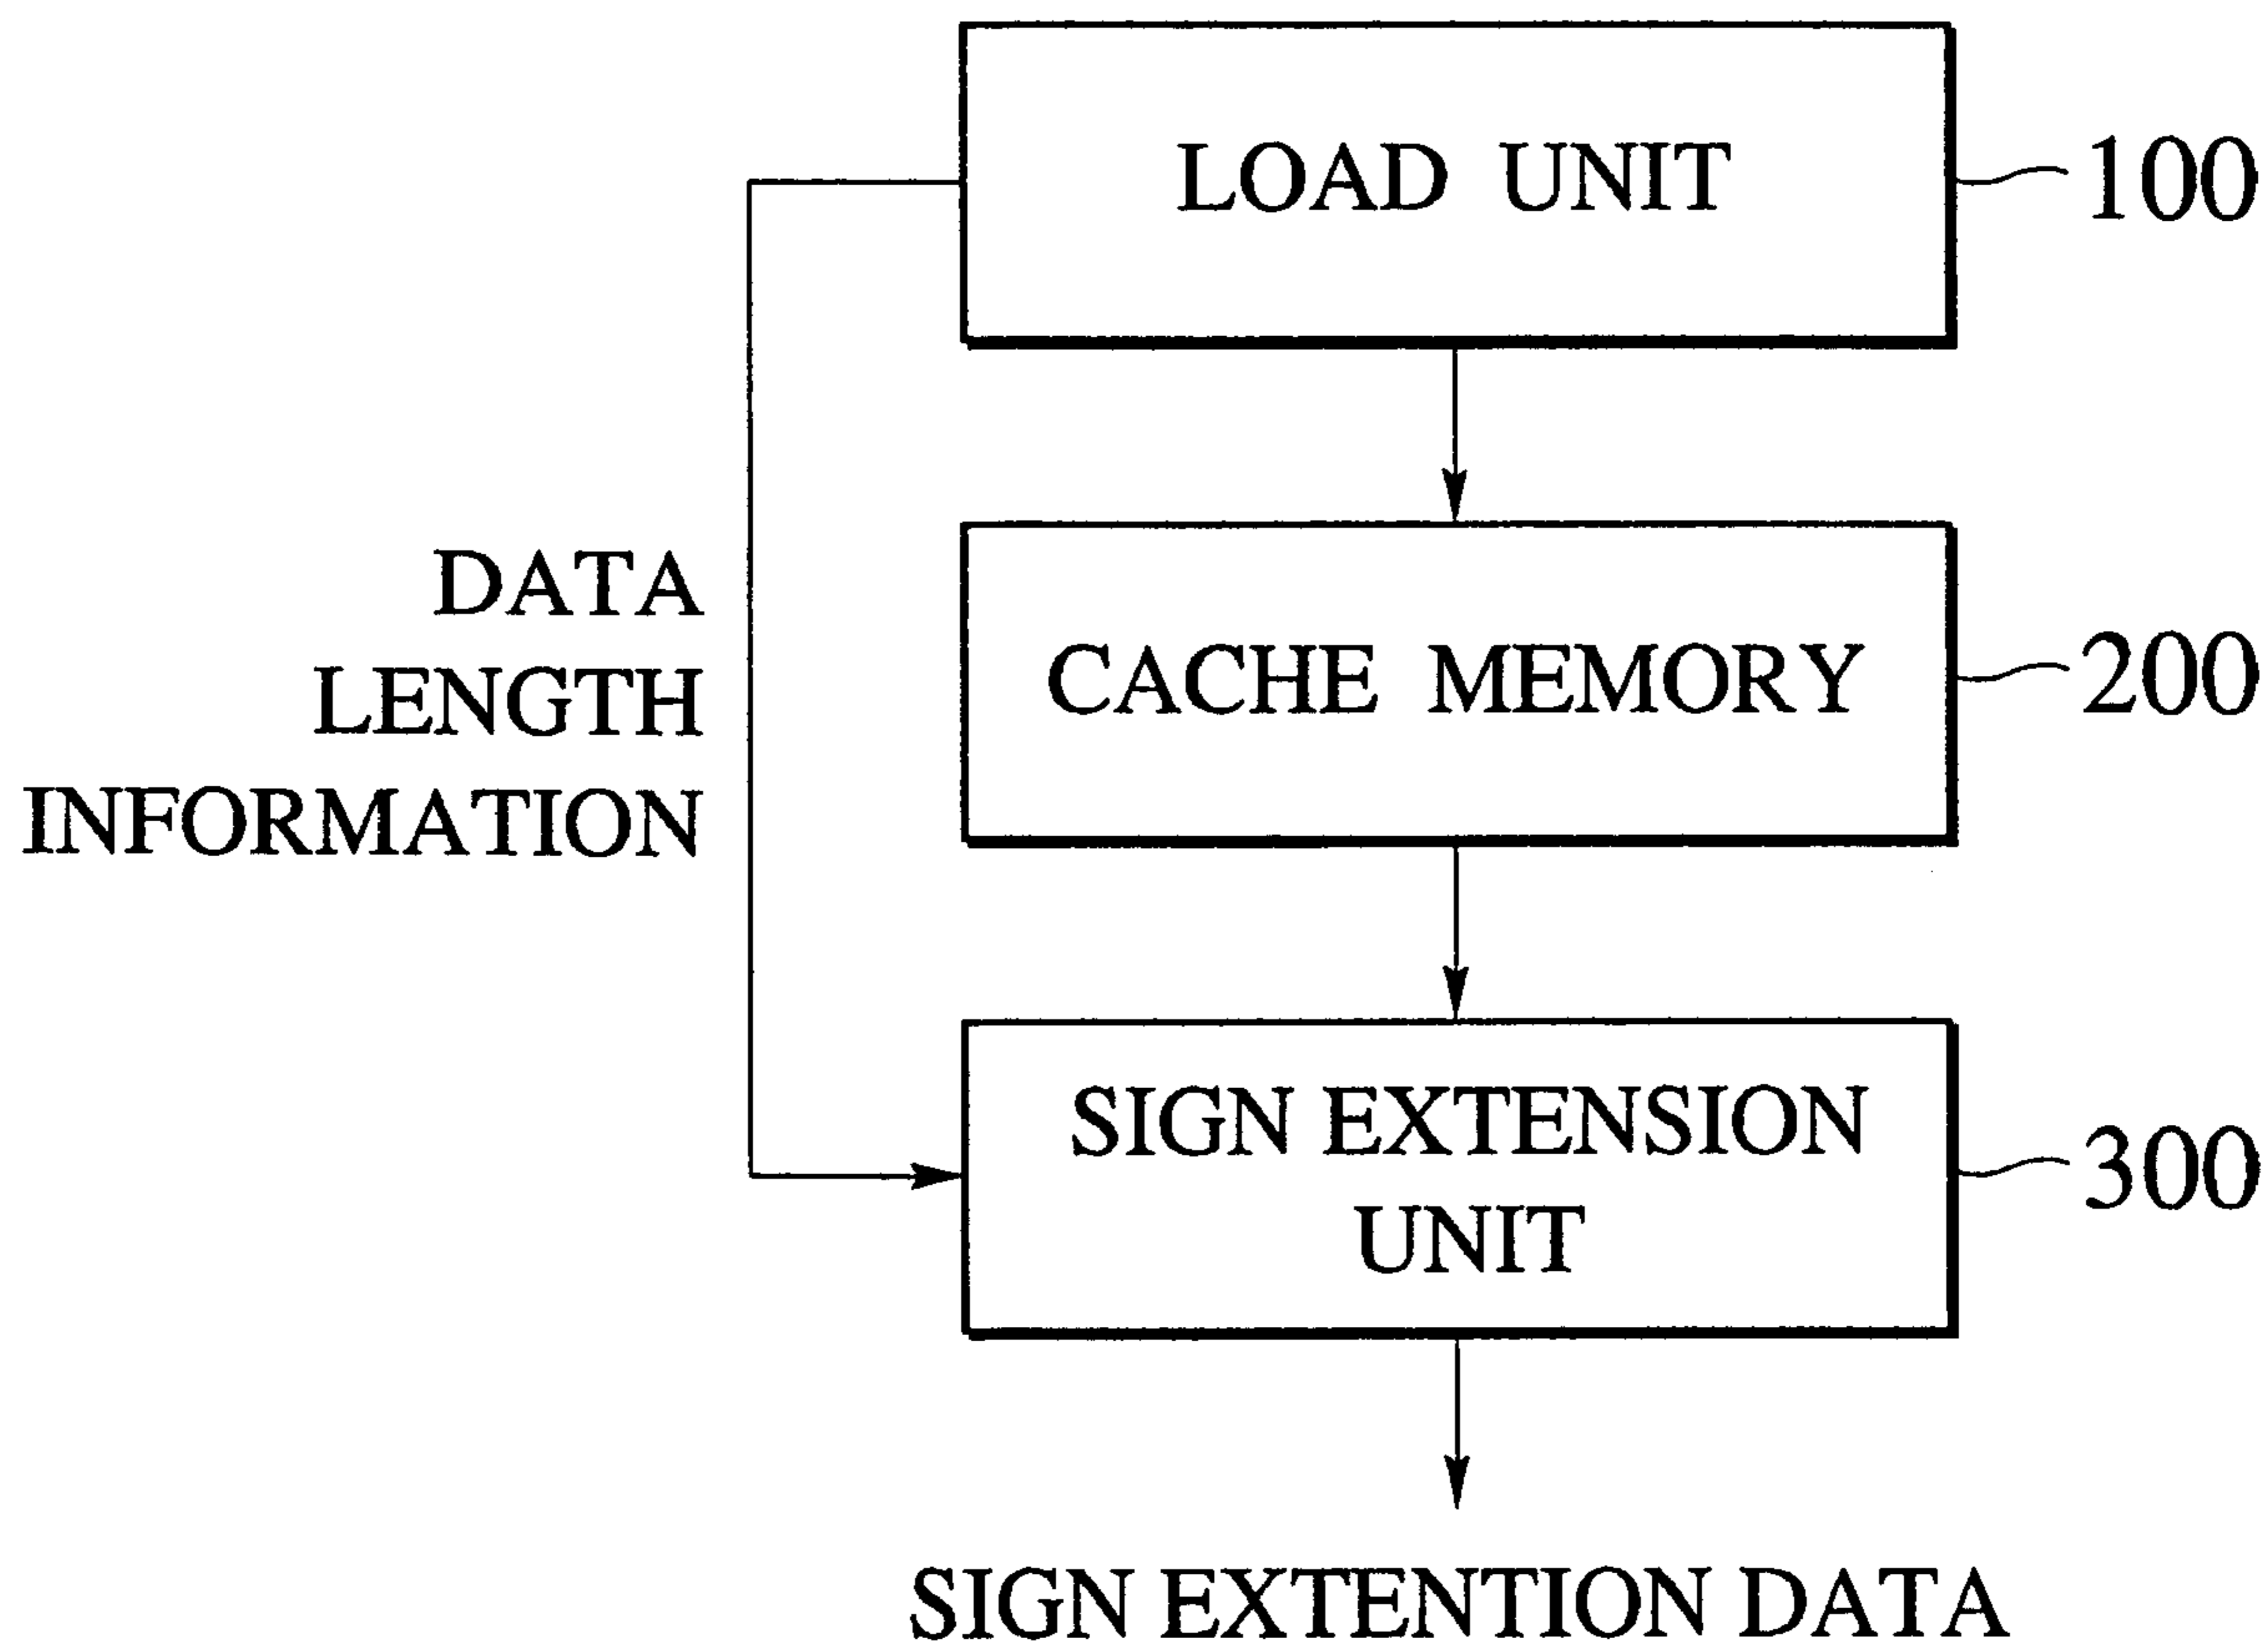 LOAD UNIT
100
DATA
LENGTH
INFORMATION
CACHE MEMORY
200
SIGN EXTENSION
UNIT
300
SIGN EXTENTION DATA